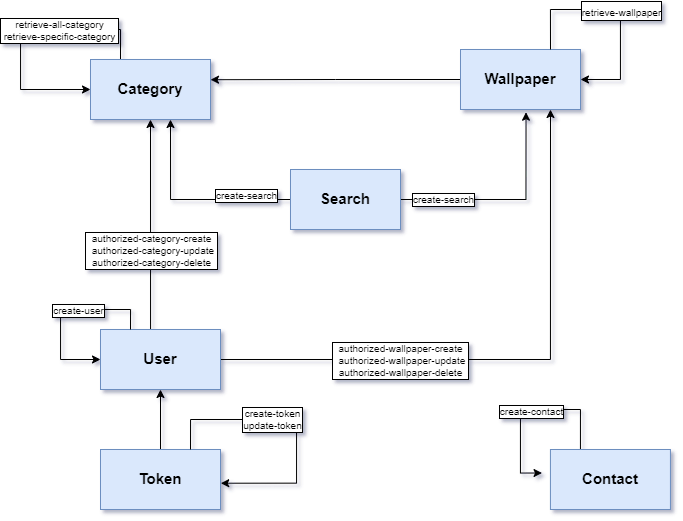 retrieve-all-category
retrieve-specific-category
retrieve-wallpaper
Category
Wallpaper
create-search
Search
create-search
authorized-category-create
authorized-category-update
authorized-category-delete
create-user
User
authorized-wallpaper-create
authorized-wallpaper-update
authorized-wallpaper-delete
create-token
update-token
create-contact
Token
Contact